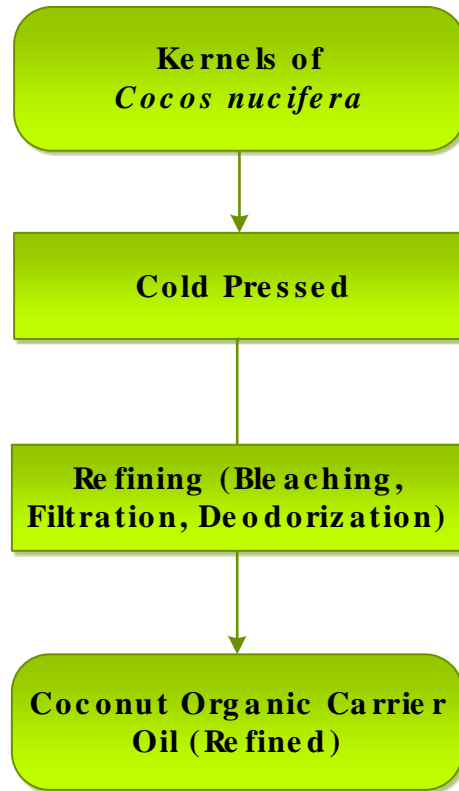 Kernels of
Cocos nucifera
Cold Pressed
Refining (Bleaching,
Filtration, Deodorization)
Coconut Organic Carrier
Oil (Refined)